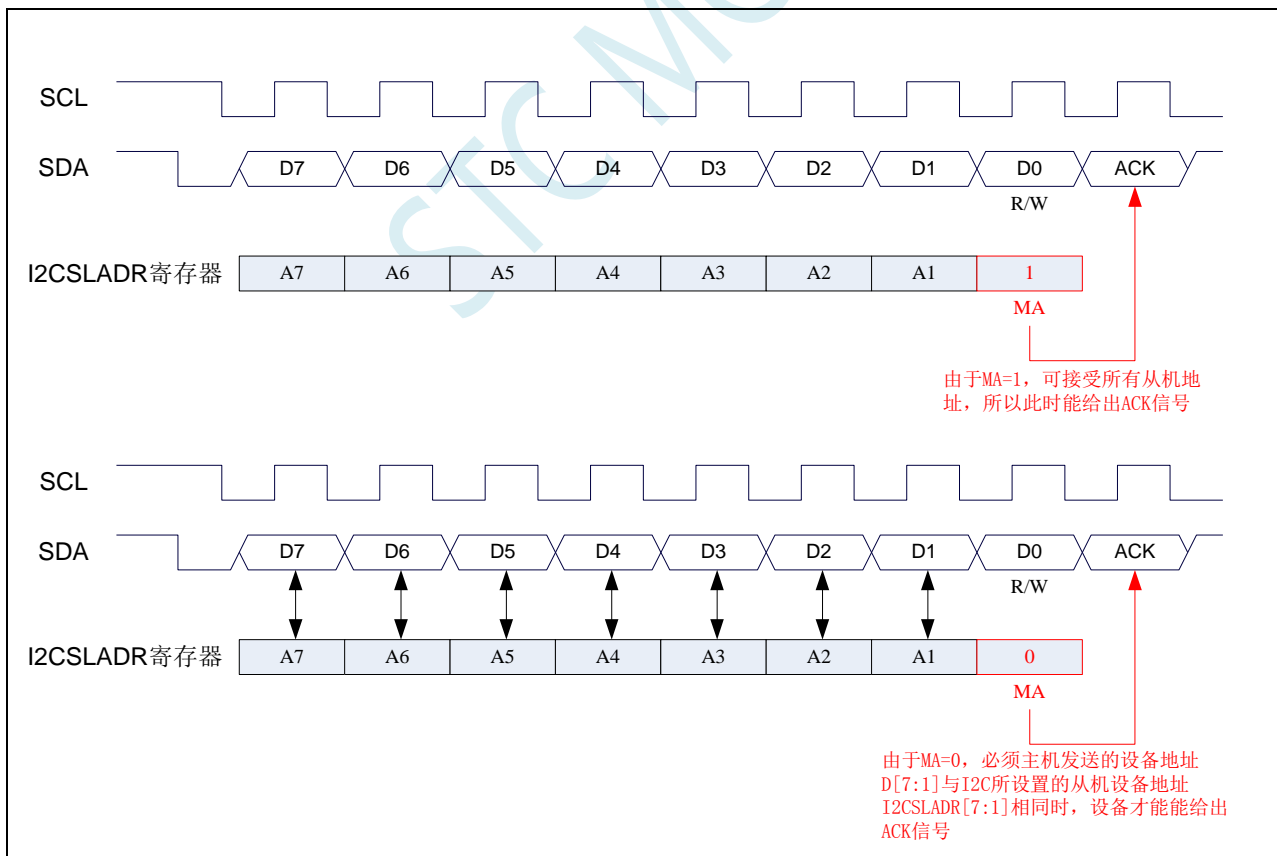 STC MC
SCL
SDA D7 D6 D5 D4 D3 D2 D1 D0 ACK
R/W
I2CSLADR寄存器 A7 A6 A5 A4 A3 A2 A1 1
MA
由于MA=1，可接受所有从机地
址，所以此时能给出ACK信号
SCL
SDA D7 D6 D5 D4 D3 D2 D1 D0 ACK
R/W
I2CSLADR寄存器 A7 A6 A5 A4 A3 A2 A1 0
MA
由于MA=0，必须主机发送的设备地址
D[7:1]与I2C所设置的从机设备地址
I2CSLADR[7:1]相同时，设备才能能给出
ACK信号